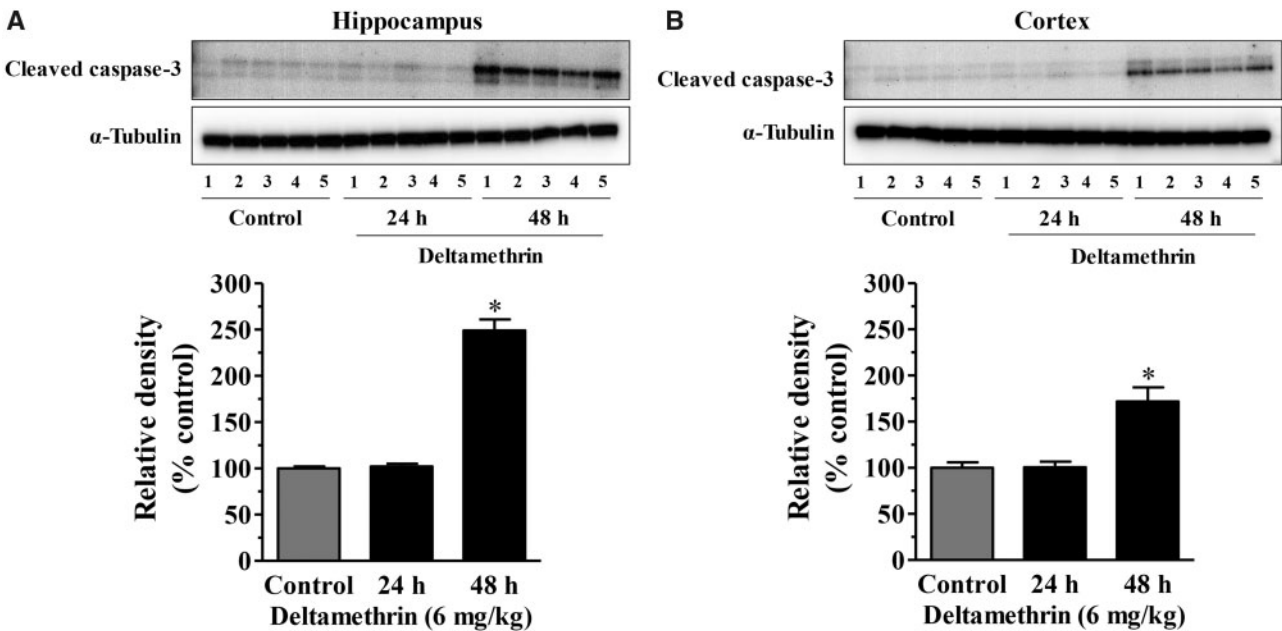 A
Hippocampus
Cleaved caspase-3
α-Tubulin
1 2 3 4 5 1 2 3 4 5 1 2 3 4 5
Control 24 h 48 h
Deltamethrin
300
250
200
150
100
50
0
Relative density
(% control)
*
Control 24 h 48 h
Deltamethrin (6 mg/kg)
B
Cortex
Cleaved caspase-3
α-Tubulin
1 2 3 4 5 1 2 3 4 5 1 2 3 4 5
Control 24 h 48 h
Deltamethrin
300
250
200
150
100
50
0
Relative density
(% control)
*
Control 24 h 48 h
Deltamethrin (6 mg/kg)